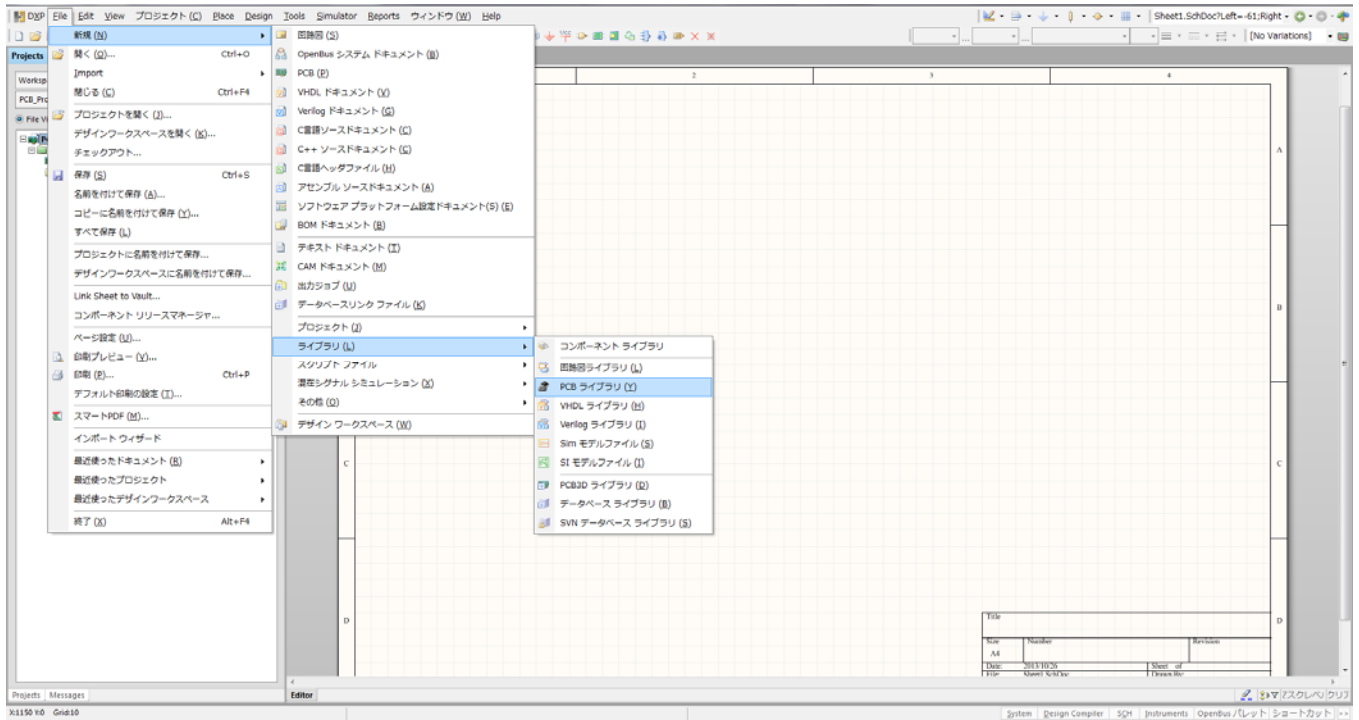 DXP File Edit View プロジェクト (C) Place Design Tools Simulator Reports ウィンドウ (W) Help
Sheet1.SchDoc?Left=-61;Right
[No Variations]
Projects
Worksp
PCB_Pro
File Vi
新規 (N)
開く (O)... Ctrl+O
Import
閉じる (C) Ctrl+F4
プロジェクトを開く (J)...
デザインワークスペースを開く (K)...
チェックアウト...
保存 (S) Ctrl+S
名前を付けて保存 (A)...
コピーに名前を付けて保存 (Y)...
すべて保存 (L)
プロジェクトに名前を付けて保存...
デザインワークスペースに名前を付けて保存...
Link Sheet to Vault...
コンポーネント リリースマネージャ...
ページ設定 (U)...
印刷プレビュー (V)...
印刷 (P)... Ctrl+P
デフォルト印刷の設定 (T)...
スマートPDF (M)...
インポート ウィザード
最近使ったドキュメント (R)
最近使ったプロジェクト
最近使ったデザインワークスペース
終了 (X) Alt+F4
回路図 (S)
OpenBus システム ドキュメント (B)
PCB (P)
VHDL ドキュメント (V)
Verilog ドキュメント (G)
C言語ソースドキュメント (C)
C++ ソースドキュメント (C)
C言語ヘッダファイル (H)
アセンブル ソースドキュメント (A)
ソフトウェア プラットフォーム設定ドキュメント(S) (E)
BOM ドキュメント (B)
テキスト ドキュメント (T)
CAM ドキュメント (M)
出力ジョブ (U)
データベースリンク ファイル (K)
プロジェクト (J)
ライブラリ (L)
スクリプト ファイル
混在シグナル シミュレーション (X)
その他 (O)
デザイン ワークスペース (W)
コンポーネント ライブラリ
回路図ライブラリ (L)
PCB ライブラリ (Y)
VHDL ライブラリ (H)
Verilog ライブラリ (I)
Sim モデルファイル (S)
SI モデルファイル (I)
PCB3D ライブラリ (D)
データベース ライブラリ (B)
SVN データベース ライブラリ (S)
2 3 4
A
B
C C
D D
Title
Size Number Revision
A4
Date: 2013/10/26 Sheet of
File: Sheet1.SchDoc Drawn By:
Projects Messages
Editor
マスクレベル クリア
X:1150 Y:0 Grid:10
System Design Compiler SCH Instruments OpenBus パレット ショートカット >>